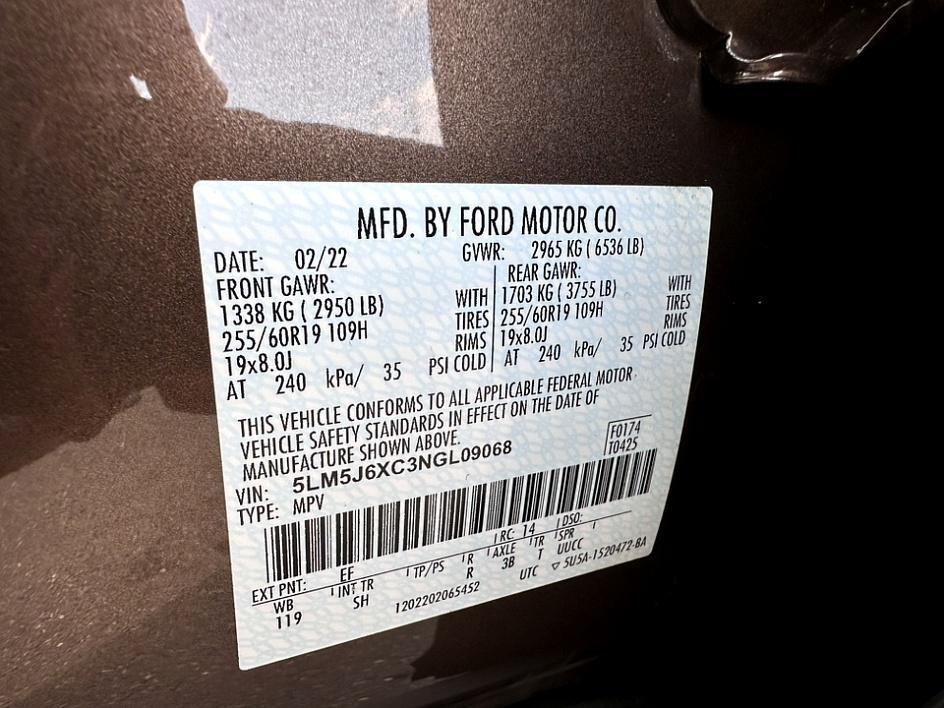 MFD. BY FORD MOTOR CO.
DATE: 02/22 GVWR: 2965 KG ( 6536 LB)
FRONT GAWR: REAR GAWR:
1338 KG ( 2950 LB) WITH 1703 KG ( 3755 LB) WITH
255/60R19 109H TIRES 255/60R19 109H TIRES
19x8.0J RIMS 19x8.0J RIMS
AT 240 kPa/ 35 PSI COLD AT 240 kPa/ 35 PSI COLD
THIS VEHICLE CONFORMS TO ALL APPLICABLE FEDERAL MOTOR
VEHICLE SAFETY STANDARDS IN EFFECT ON THE DATE OF
MANUFACTURE SHOWN ABOVE.
F0174
T0425
VIN: 5LM5J6XC3NGL09068
TYPE: MPV
EXT PNT: EF RC: 14 DSO:
WB INT TR TP/PS R AXLE TR SPR
119 SH R 3B T UUCC
1202202065452 UTC ▽ 5U5A-1520472-BA